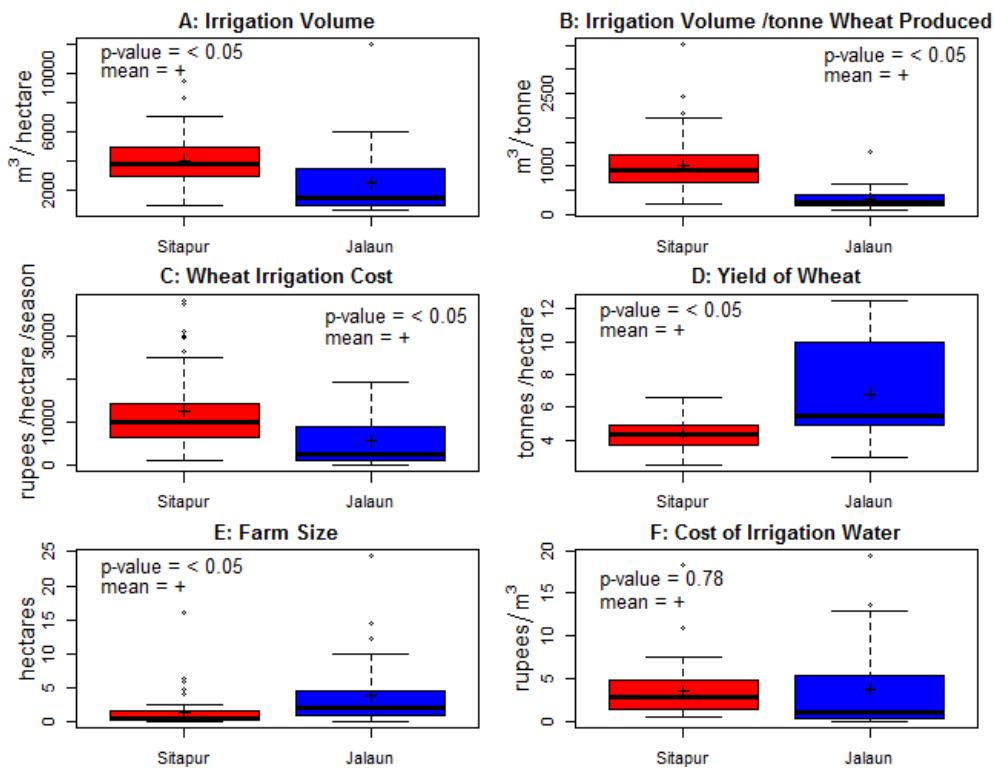 A: Irrigation Volume
p-value = < 0.05
mean = +
m³ / hectare
2000
6000
10000
Sitapur
Jalaun
B: Irrigation Volume /tonne Wheat Produced
p-value = < 0.05
mean = +
m³ / tonne
0
1000
2500
Sitapur
Jalaun
C: Wheat Irrigation Cost
p-value = < 0.05
mean = +
rupees /hectare /season
0
10000
30000
Sitapur
Jalaun
D: Yield of Wheat
p-value = < 0.05
mean = +
tonnes /hectare
4
6
8
10
12
Sitapur
Jalaun
E: Farm Size
p-value = < 0.05
mean = +
hectares
0
5
10
15
20
25
Sitapur
Jalaun
F: Cost of Irrigation Water
p-value = 0.78
mean = +
rupees / m³
0
5
10
15
20
Sitapur
Jalaun